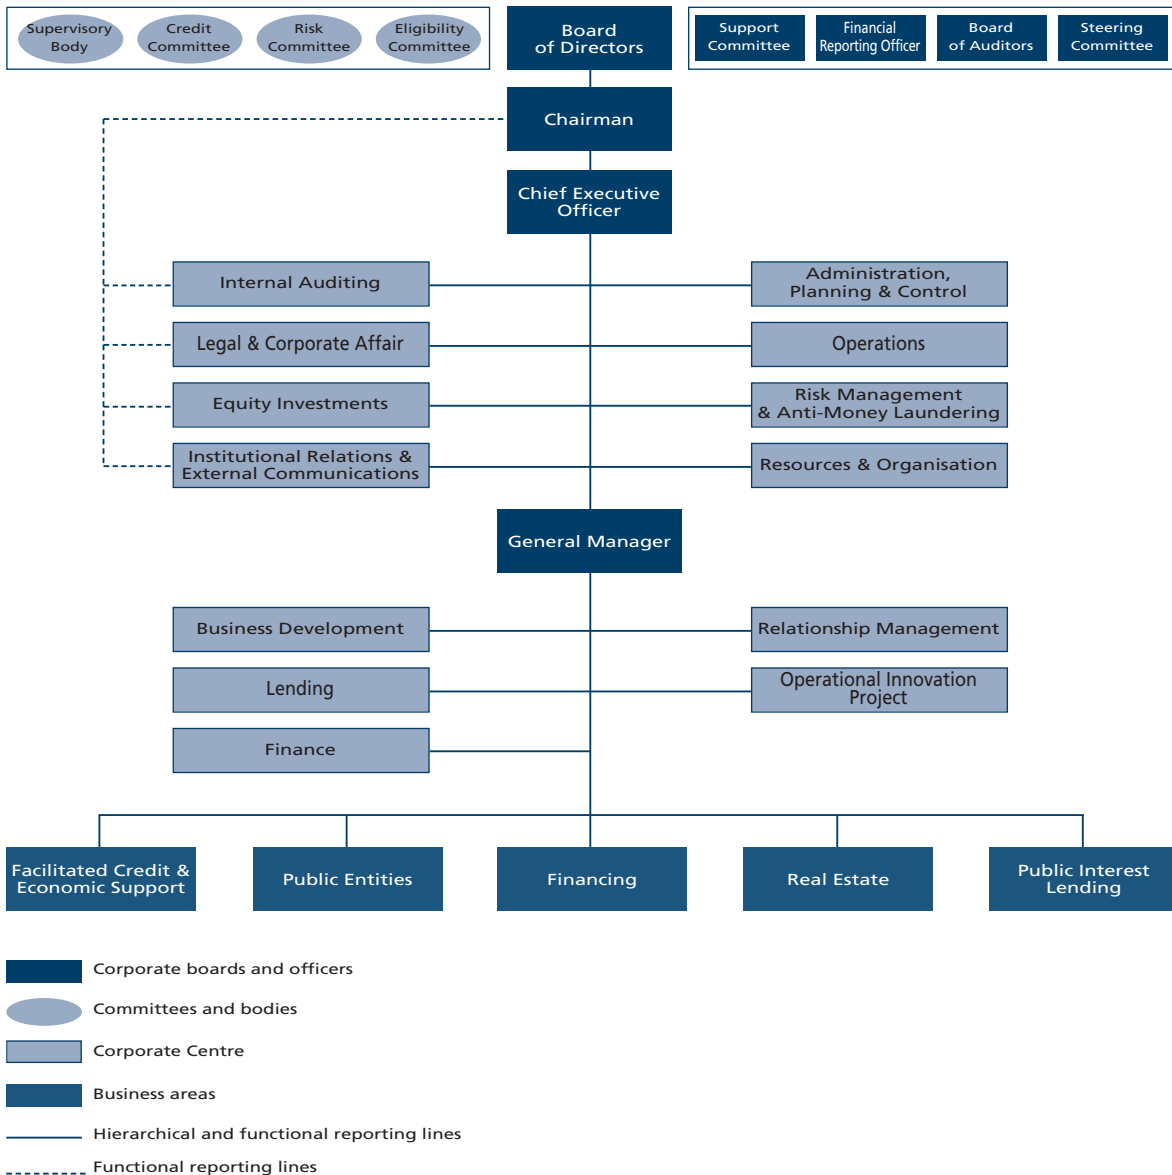 Supervisory
Body
Credit
Committee
Risk
Committee
Eligibility
Committee
Board
of Directors
Support
Committee
Financial
Reporting Officer
Board
of Auditors
Steering
Committee
Chairman
Chief Executive
Officer
Internal Auditing
Administration,
Planning & Control
Legal & Corporate Affair
Operations
Equity Investments
Risk Management
& Anti-Money Laundering
Institutional Relations &
External Communications
Resources & Organisation
General Manager
Business Development
Relationship Management
Lending
Operational Innovation
Project
Finance
Facilitated Credit &
Economic Support
Public Entities
Financing
Real Estate
Public Interest
Lending
Corporate boards and officers
Committees and bodies
Corporate Centre
Business areas
Hierarchical and functional reporting lines
Functional reporting lines